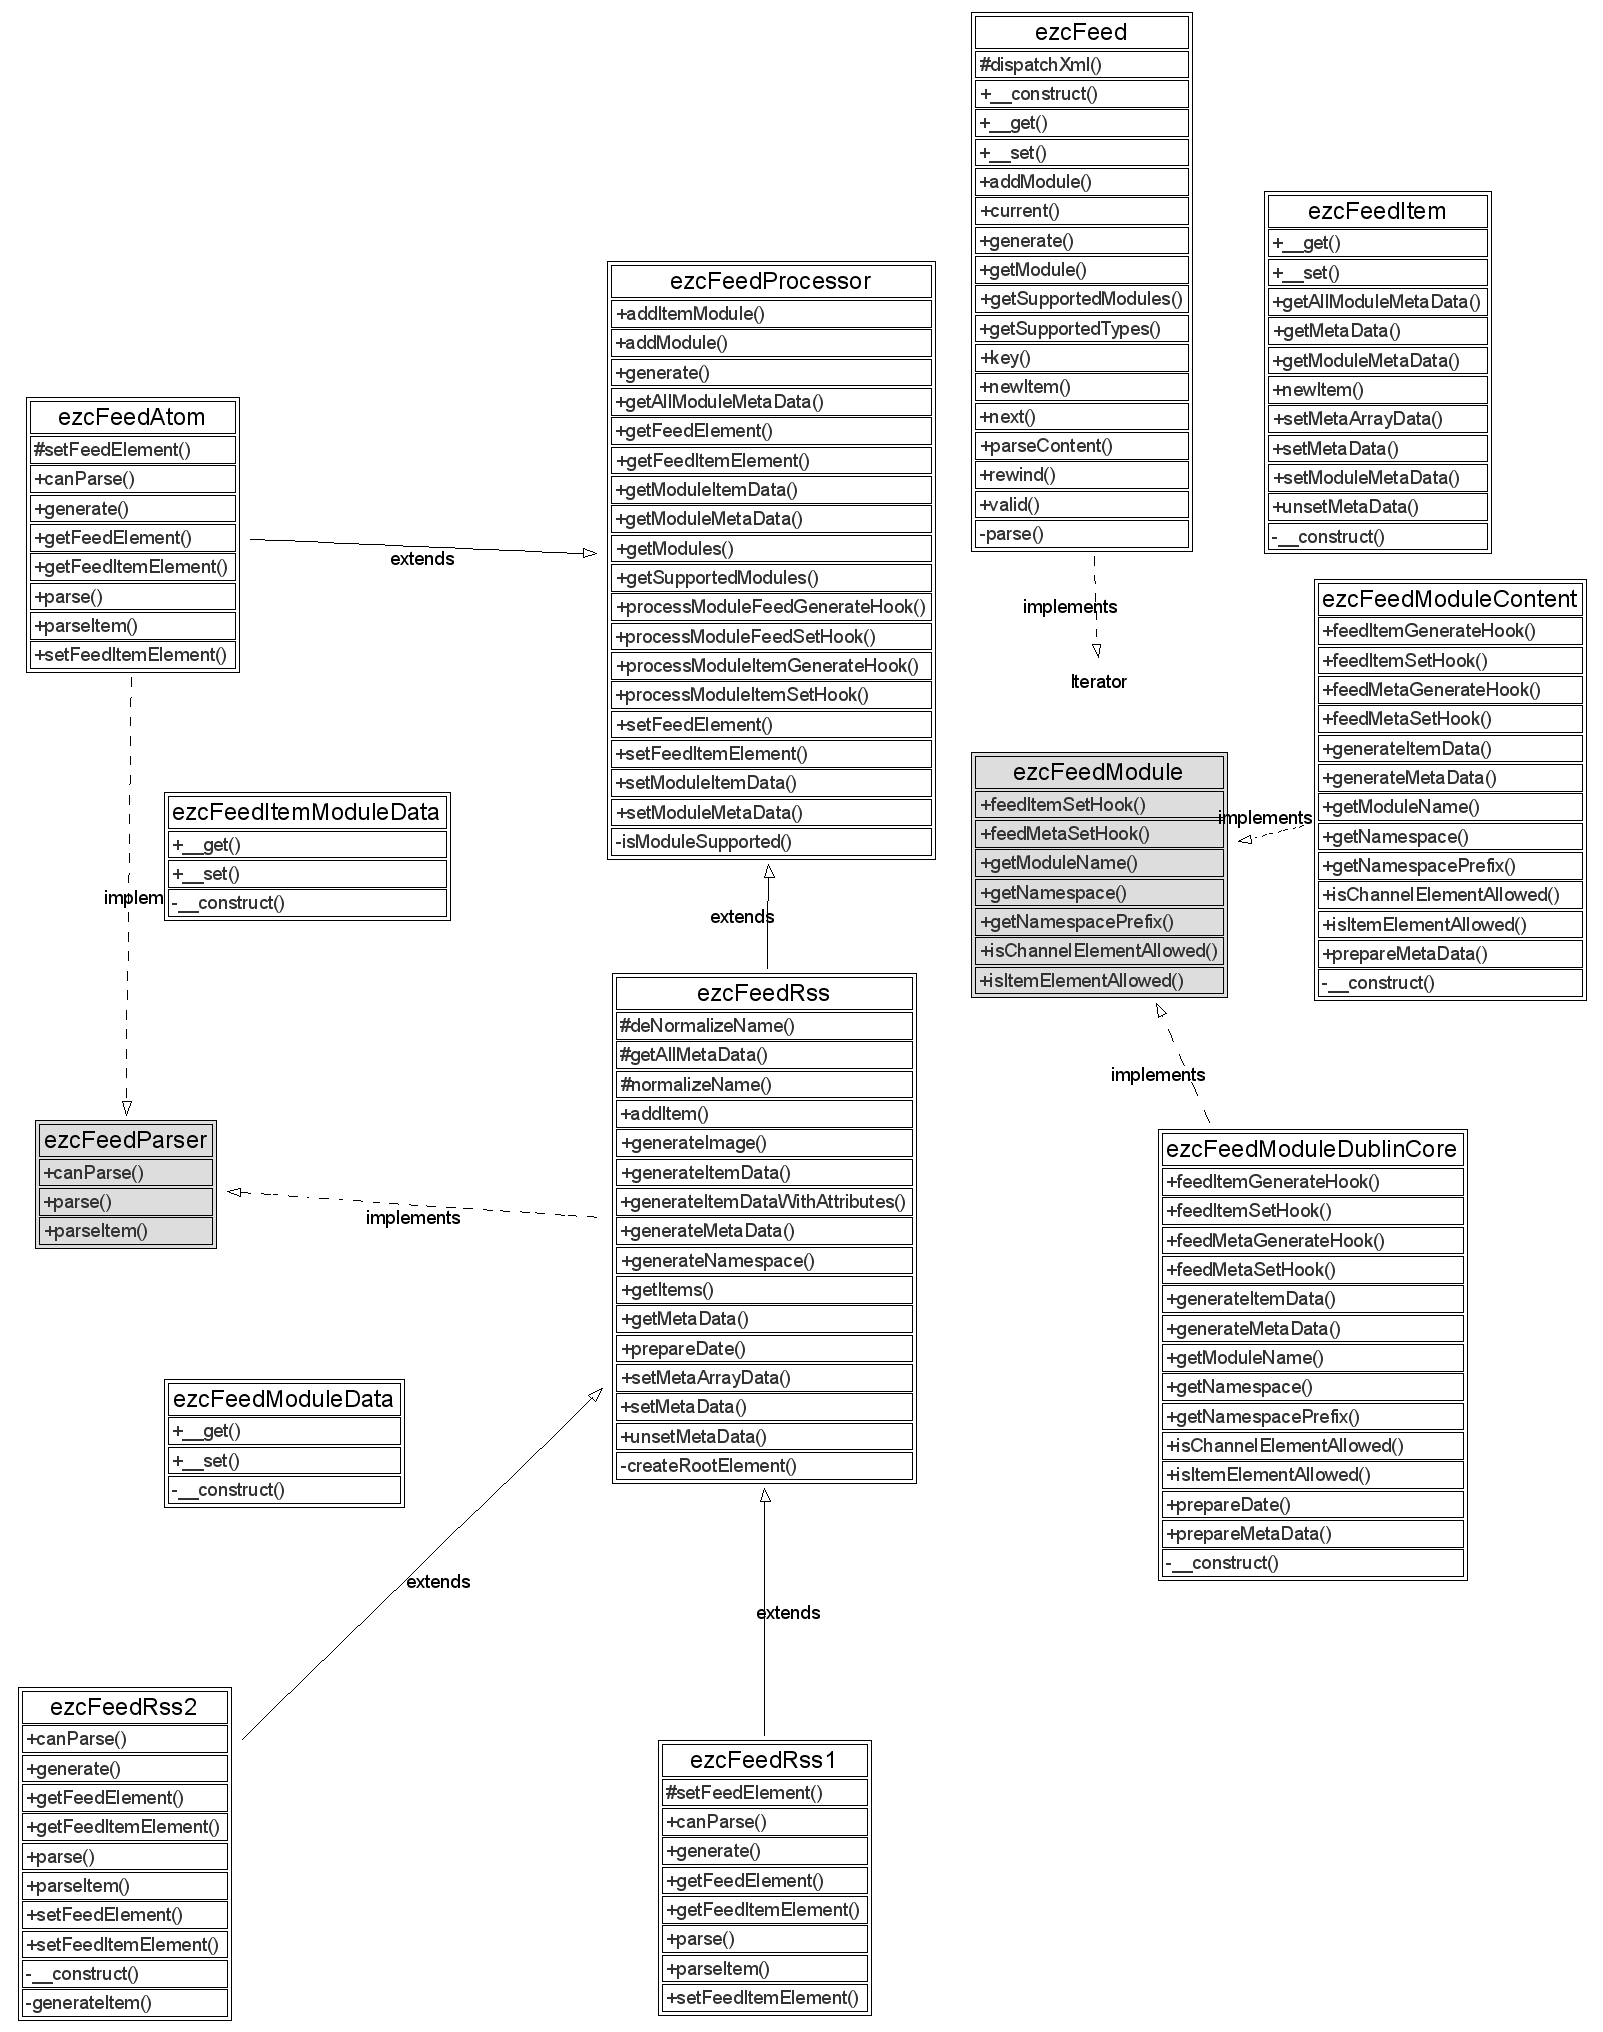 ezcFeed
#dispatchXml()
+__construct()
+__get()
+__set()
+addModule()
+current()
+generate()
+getModule()
+getSupportedModules()
+getSupportedTypes()
+key()
+newItem()
+next()
+parseContent()
+rewind()
+valid()
-parse()
implements
Iterator
ezcFeedItem
+__get()
+__set()
+getAllModuleMetaData()
+getMetaData()
+getModuleMetaData()
+newItem()
+setMetaArrayData()
+setMetaData()
+setModuleMetaData()
+unsetMetaData()
-__construct()
ezcFeedProcessor
+addItemModule()
+addModule()
+generate()
+getAllModuleMetaData()
+getFeedElement()
+getFeedItemElement()
+getModuleItemData()
+getModuleMetaData()
+getModules()
+getSupportedModules()
+processModuleFeedGenerateHook()
+processModuleFeedSetHook()
+processModuleItemGenerateHook()
+processModuleItemSetHook()
+setFeedElement()
+setFeedItemElement()
+setModuleItemData()
+setModuleMetaData()
-isModuleSupported()
ezcFeedAtom
#setFeedElement()
+canParse()
+generate()
+getFeedElement()
+getFeedItemElement()
+parse()
+parseItem()
+setFeedItemElement()
extends
ezcFeedModuleContent
+feedItemGenerateHook()
+feedItemSetHook()
+feedMetaGenerateHook()
+feedMetaSetHook()
+generateItemData()
+generateMetaData()
+getModuleName()
+getNamespace()
+getNamespacePrefix()
+isChannelElementAllowed()
+isItemElementAllowed()
+prepareMetaData()
-__construct()
implements
ezcFeedModule
+feedItemSetHook()
+feedMetaSetHook()
+getModuleName()
+getNamespace()
+getNamespacePrefix()
+isChannelElementAllowed()
+isItemElementAllowed()
ezcFeedItemModuleData
+__get()
+__set()
-__construct()
implem
extends
ezcFeedRss
#deNormalizeName()
#getAllMetaData()
#normalizeName()
+addItem()
+generateImage()
+generateItemData()
+generateItemDataWithAttributes()
+generateMetaData()
+generateNamespace()
+getItems()
+getMetaData()
+prepareDate()
+setMetaArrayData()
+setMetaData()
+unsetMetaData()
-createRootElement()
implements
ezcFeedParser
+canParse()
+parse()
+parseItem()
implements
ezcFeedModuleDublinCore
+feedItemGenerateHook()
+feedItemSetHook()
+feedMetaGenerateHook()
+feedMetaSetHook()
+generateItemData()
+generateMetaData()
+getModuleName()
+getNamespace()
+getNamespacePrefix()
+isChannelElementAllowed()
+isItemElementAllowed()
+prepareDate()
+prepareMetaData()
-__construct()
ezcFeedModuleData
+__get()
+__set()
-__construct()
extends
extends
ezcFeedRss2
+canParse()
+generate()
+getFeedElement()
+getFeedItemElement()
+parse()
+parseItem()
+setFeedElement()
+setFeedItemElement()
-__construct()
-generateItem()
ezcFeedRss1
#setFeedElement()
+canParse()
+generate()
+getFeedElement()
+getFeedItemElement()
+parse()
+parseItem()
+setFeedItemElement()